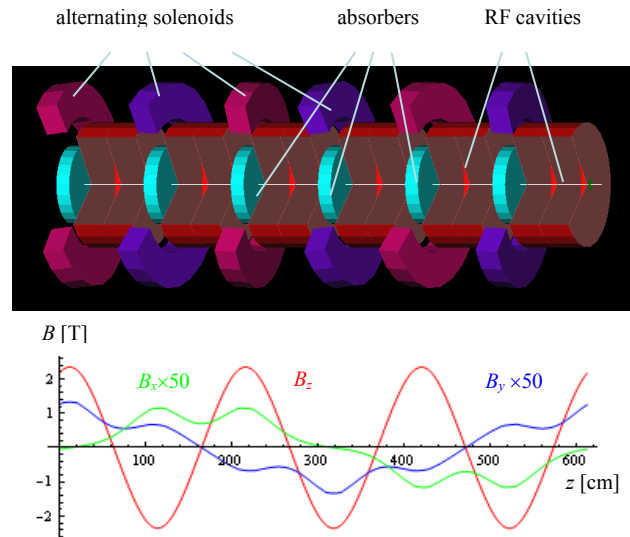 alternating solenoids absorbers RF cavities
B [T]
Bx×50 Bz By×50
2
1
100 200 300 400 500 600
-1
-2
z [cm]